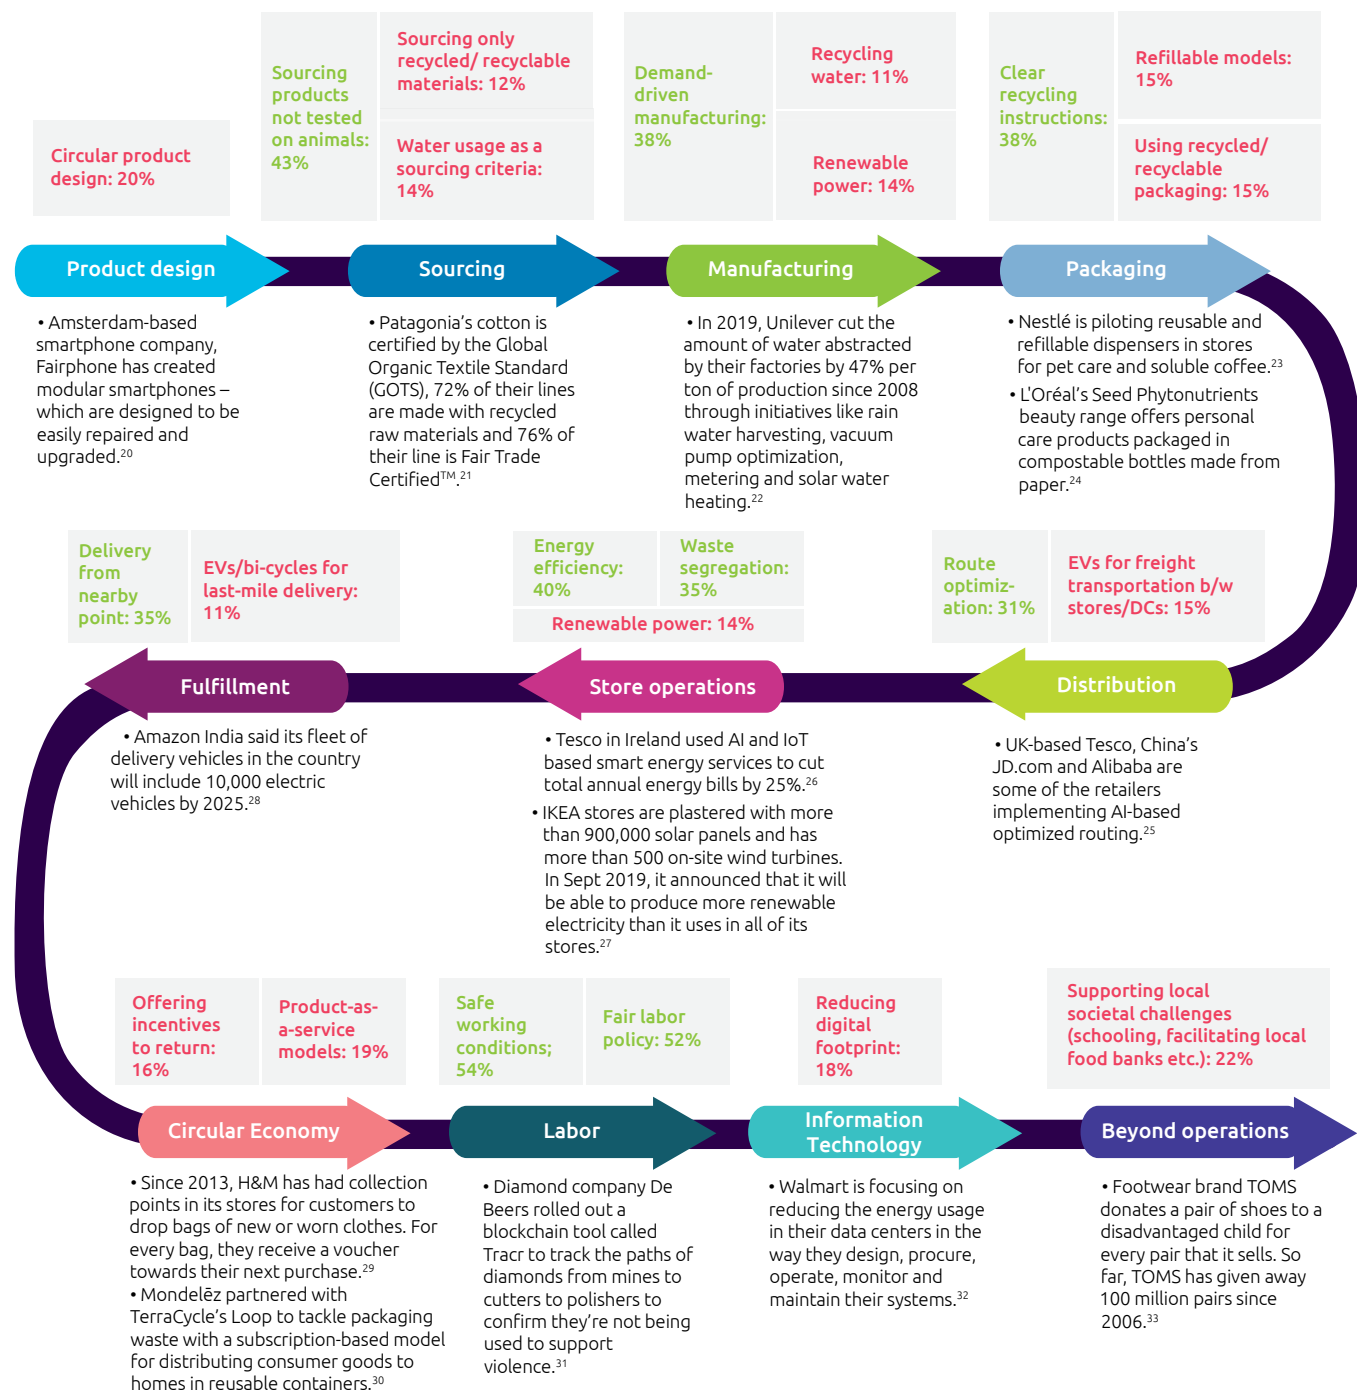 Circular product
design: 20%
Sourcing
products
not tested
on animals:
43%
Sourcing only
recycled/ recyclable
materials: 12%
Water usage as a
sourcing criteria:
14%
Demand-
driven
manufacturing:
38%
Recycling
water: 11%
Renewable
power: 14%
Clear
recycling
instructions:
38%
Refillable models:
15%
Using recycled/
recyclable
packaging: 15%
Product design
Sourcing
Manufacturing
Packaging
• Amsterdam-based
smartphone company,
Fairphone has created
modular smartphones –
which are designed to be
easily repaired and
upgraded.20
• Patagonia’s cotton is
certified by the Global
Organic Textile Standard
(GOTS), 72% of their lines
are made with recycled
raw materials and 76% of
their line is Fair Trade
Certified™.21
• In 2019, Unilever cut the
amount of water abstracted
by their factories by 47% per
ton of production since 2008
through initiatives like rain
water harvesting, vacuum
pump optimization,
metering and solar water
heating.22
• Nestlé is piloting reusable and
refillable dispensers in stores
for pet care and soluble coffee.23
• L'Oréal’s Seed Phytonutrients
beauty range offers personal
care products packaged in
compostable bottles made from
paper.24
Delivery
from
nearby
point: 35%
EVs/bi-cycles for
last-mile delivery:
11%
Energy
efficiency:
40%
Waste
segregation:
35%
Renewable power: 14%
Route
optimiz-
ation: 31%
EVs for freight
transportation b/w
stores/DCs: 15%
Fulfillment
Store operations
Distribution
• Amazon India said its fleet of
delivery vehicles in the country
will include 10,000 electric
vehicles by 2025.28
• Tesco in Ireland used AI and IoT
based smart energy services to cut
total annual energy bills by 25%.26
• IKEA stores are plastered with more
than 900,000 solar panels and has
more than 500 on-site wind turbines.
In Sept 2019, it announced that it will
be able to produce more renewable
electricity than it uses in all of its
stores.27
• UK-based Tesco, China’s
JD.com and Alibaba are
some of the retailers
implementing AI-based
optimized routing.25
Offering
incentives
to return:
16%
Product-as-
a-service
models: 19%
Safe
working
conditions;
54%
Fair labor
policy: 52%
Reducing
digital
footprint:
18%
Supporting local
societal challenges
(schooling, facilitating local
food banks etc.): 22%
Circular Economy
Labor
Information
Technology
Beyond operations
• Since 2013, H&M has had collection
points in its stores for customers to
drop bags of new or worn clothes. For
every bag, they receive a voucher
towards their next purchase.29
• Mondelēz partnered with
TerraCycle’s Loop to tackle packaging
waste with a subscription-based model
for distributing consumer goods to
homes in reusable containers.30
• Diamond company De
Beers rolled out a
blockchain tool called
Tracr to track the paths of
diamonds from mines to
cutters to polishers to
confirm they’re not being
used to support
violence.31
• Walmart is focusing on
reducing the energy usage
in their data centers in the
way they design, procure,
operate, monitor and
maintain their systems.32
• Footwear brand TOMS
donates a pair of shoes to a
disadvantaged child for
every pair that it sells. So
far, TOMS has given away
100 million pairs since
2006.33